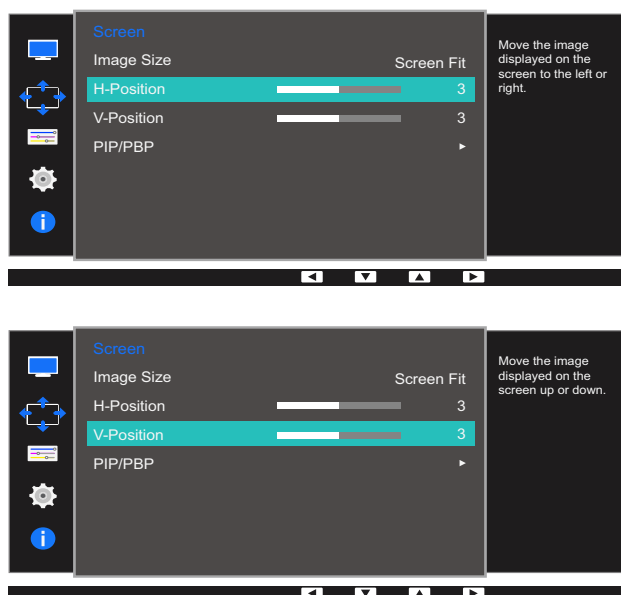 Screen
Image Size Screen Fit
H-Position 3
V-Position 3
PIP/PBP
Move the image
displayed on the
screen to the left or
right.
i
Screen
Image Size Screen Fit
H-Position 3
V-Position 3
PIP/PBP
Move the image
displayed on the
screen up or down.
i